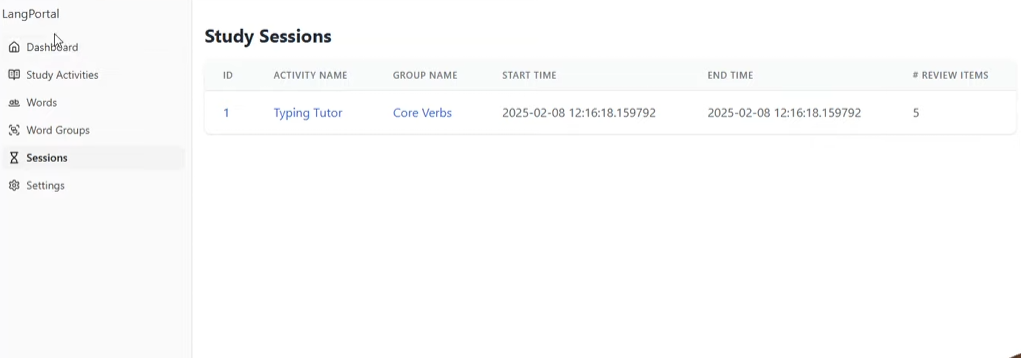 LangPortal
Dashboard
Study Activities
Words
Word Groups
Sessions
Settings
Study Sessions
ID ACTIVITY NAME GROUP NAME START TIME END TIME # REVIEW ITEMS
1 Typing Tutor Core Verbs 2025-02-08 12:16:18.159792 2025-02-08 12:16:18.159792 5